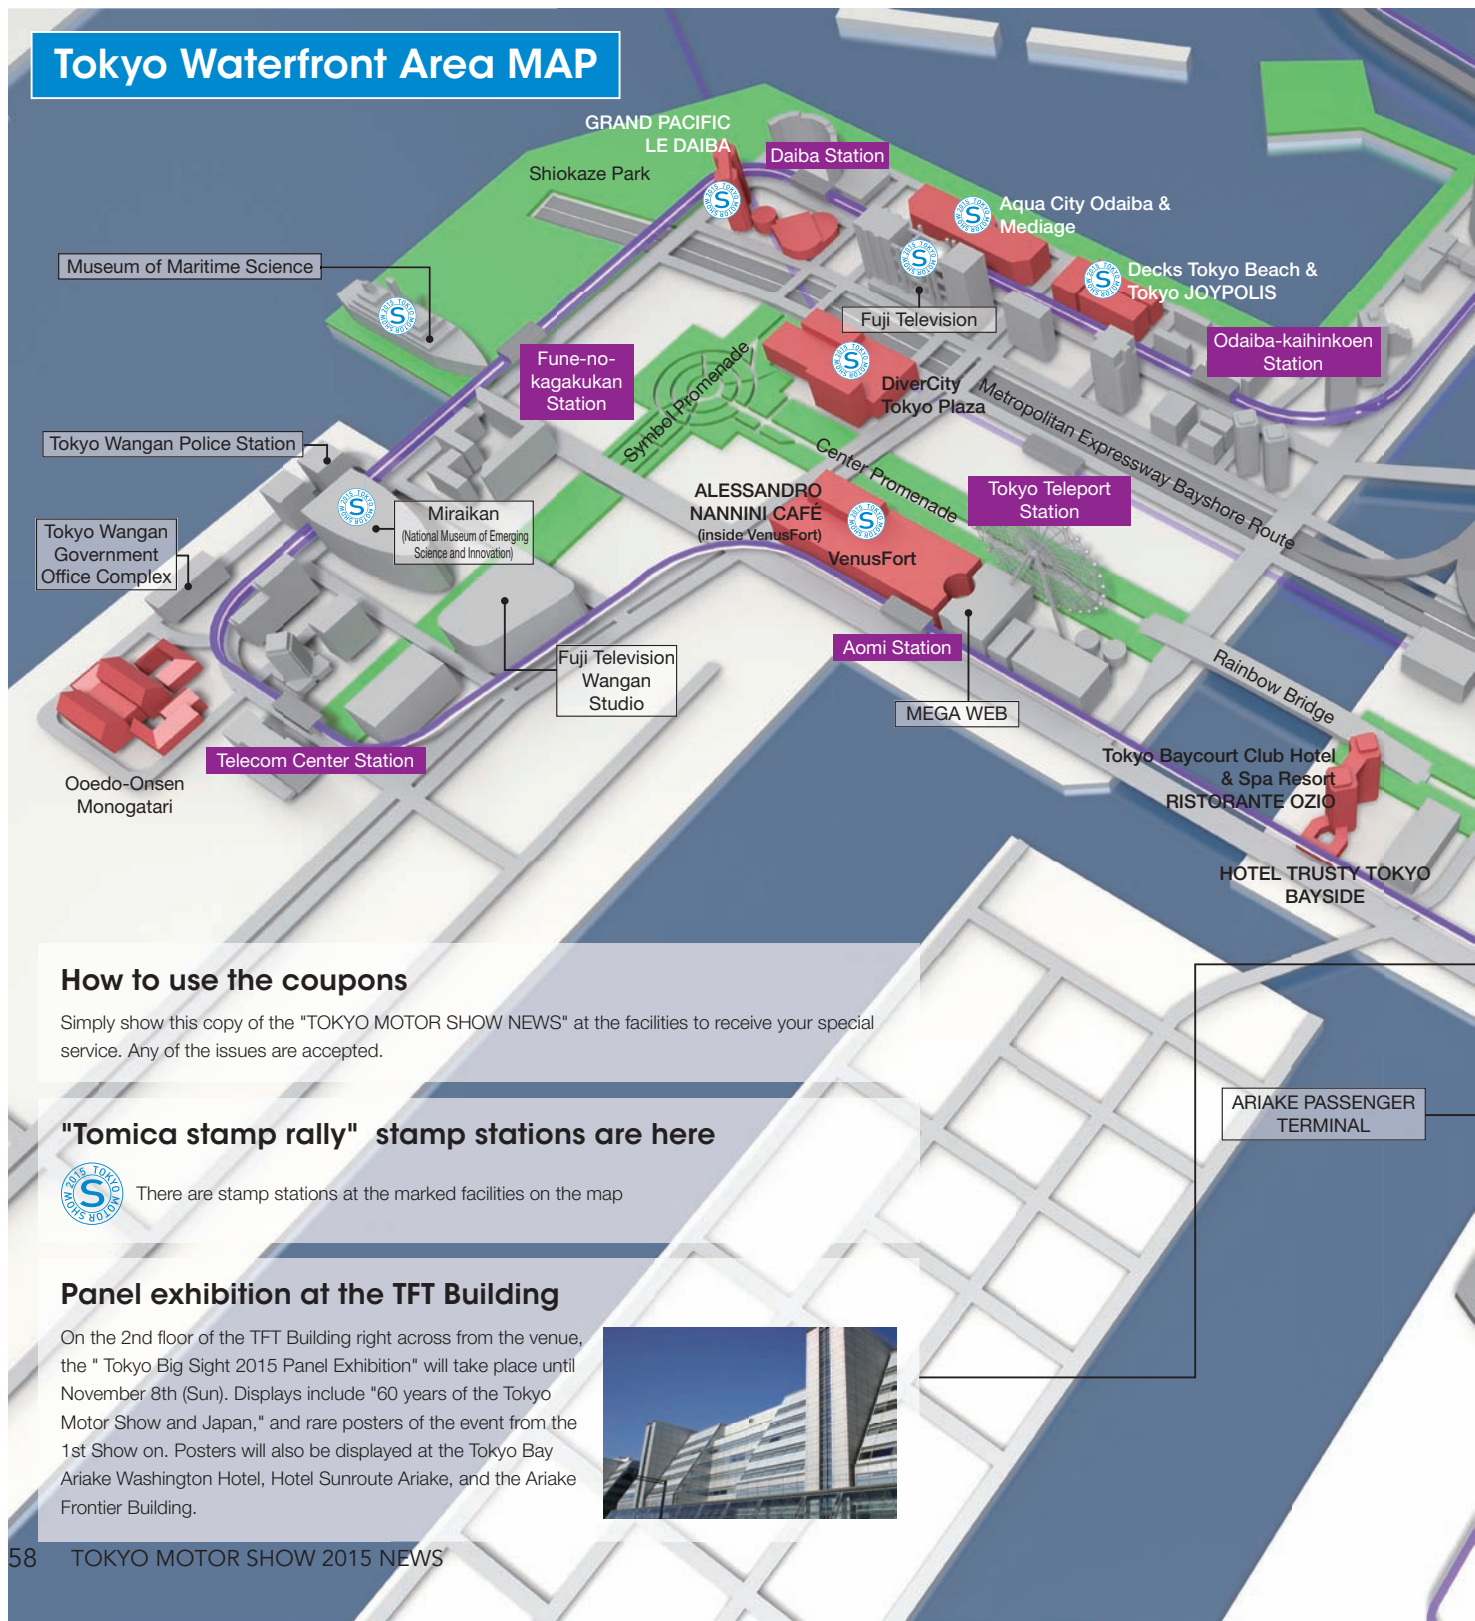 Tokyo Waterfront Area MAP
GRAND PACIFIC
LE DAIBA
Daiba Station
Shiokaze Park
Aqua City Odaiba &
Mediage
Museum of Maritime Science
Decks Tokyo Beach &
Tokyo JOYPOLIS
Fuji Television
Odaiba-kaihinkoen
Station
Fune-no-
kagakukan
Station
Symbol Promenade
DiverCity
Tokyo Plaza
Metropolitan Expressway Bayshore Route
Tokyo Wangan Police Station
Center Promenade
ALESSANDRO
NANNINI CAFÉ
(inside VenusFort)
Tokyo Teleport
Station
Miraikan
(National Museum of Emerging
Science and Innovation)
Tokyo Wangan
Government
Office Complex
VenusFort
Aomi Station
Fuji Television
Wangan
Studio
Rainbow Bridge
MEGA WEB
Telecom Center Station
Tokyo Baycourt Club Hotel
& Spa Resort
RISTORANTE OZIO
Ooedo-Onsen
Monogatari
HOTEL TRUSTY TOKYO
BAYSIDE
How to use the coupons
Simply show this copy of the "TOKYO MOTOR SHOW NEWS" at the facilities to receive your special
service. Any of the issues are accepted.
ARIAKE PASSENGER
TERMINAL
"Tomica stamp rally" stamp stations are here
S
2015 TOKYO MOTOR SHOW
There are stamp stations at the marked facilities on the map
Panel exhibition at the TFT Building
On the 2nd floor of the TFT Building right across from the venue,
the " Tokyo Big Sight 2015 Panel Exhibition" will take place until
November 8th (Sun). Displays include "60 years of the Tokyo
Motor Show and Japan," and rare posters of the event from the
1st Show on. Posters will also be displayed at the Tokyo Bay
Ariake Washington Hotel, Hotel Sunroute Ariake, and the Ariake
Frontier Building.
58 TOKYO MOTOR SHOW 2015 NEWS